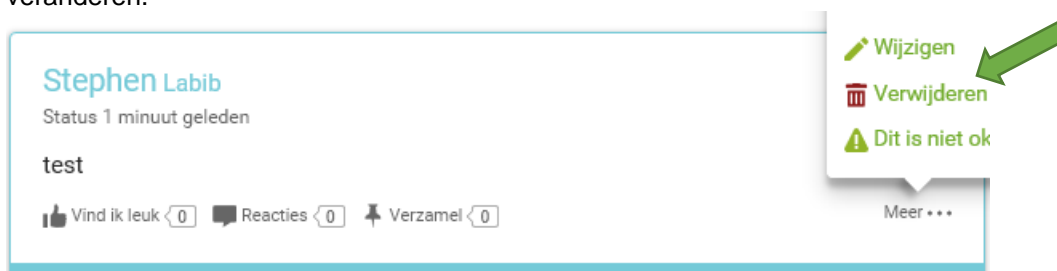 veranderen.
Wijzigen
Verwijderen
Dit is niet ok
Stephen Labib
Status 1 minuut geleden
test
Vind ik leuk 0 Reacties 0 Verzamel 0 Meer •••